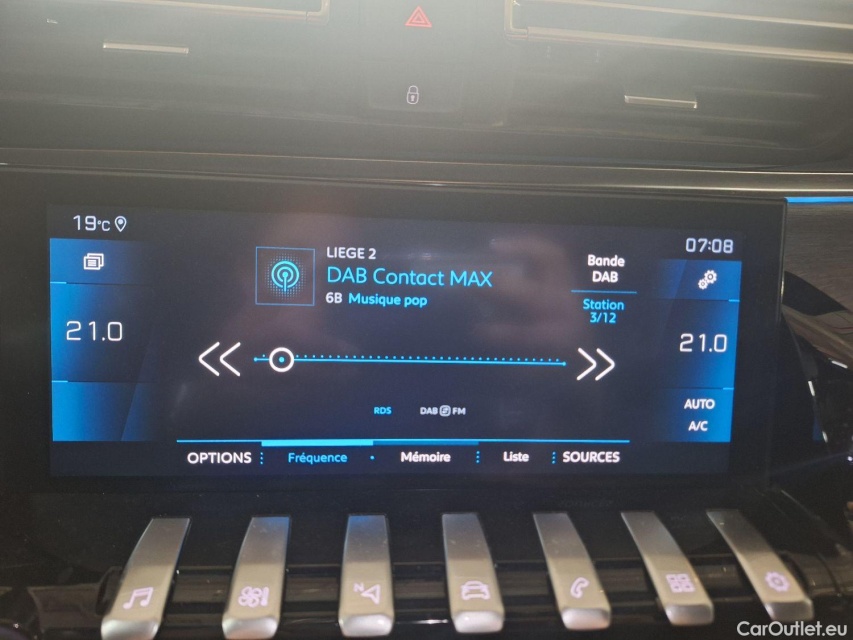 19°C
07:08
LIEGE 2
DAB Contact MAX
6B Musique pop
Bande
DAB
Station
3/12
21.0
21.0
RDS
DAB FM
AUTO
A/C
OPTIONS
Fréquence
Mémoire
Liste
SOURCES
N
CarOutlet.eu